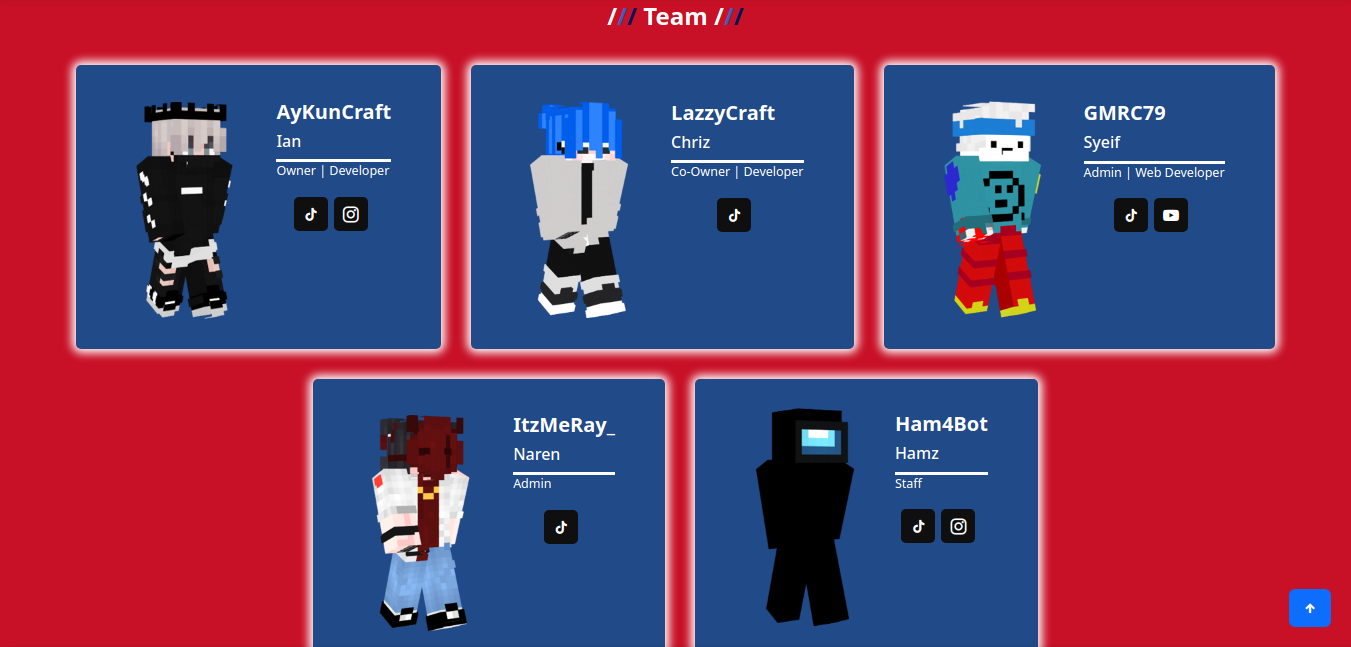 /// Team ///
AyKunCraft
Ian
Owner | Developer
LazzyCraft
Chriz
Co-Owner | Developer
GMRC79
Syeif
Admin | Web Developer
ItzMeRay_
Naren
Admin
Ham4Bot
Hamz
Staff